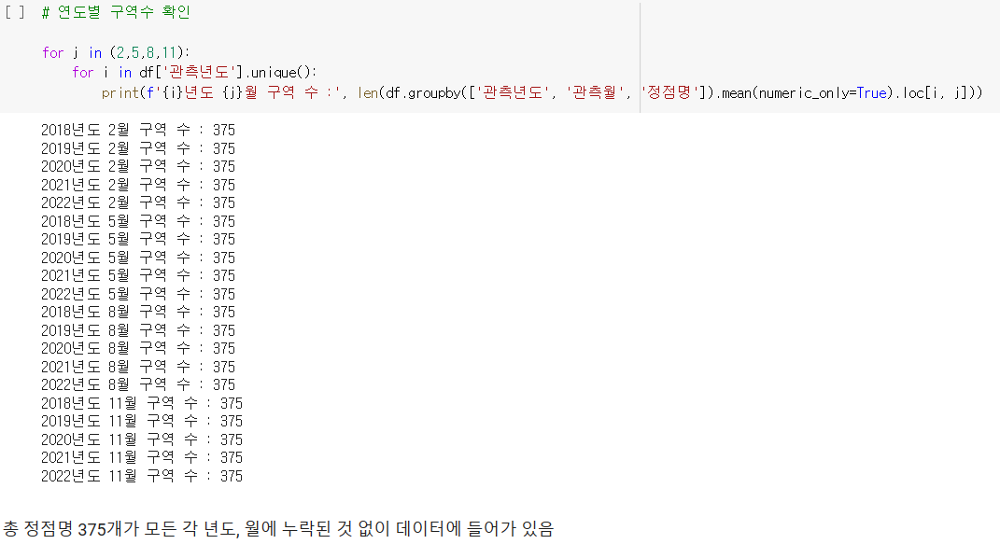 [ ] # 연도별 구역수 확인
for j in (2,5,8,11):
for i in df['관측년도'].unique():
print(f'{i}년도 {j}월 구역 수 :', len(df.groupby(['관측년도', '관측월', '정점명']).mean(numeric_only=True).loc[i, j]))
2018년도 2월 구역 수 : 375
2019년도 2월 구역 수 : 375
2020년도 2월 구역 수 : 375
2021년도 2월 구역 수 : 375
2022년도 2월 구역 수 : 375
2018년도 5월 구역 수 : 375
2019년도 5월 구역 수 : 375
2020년도 5월 구역 수 : 375
2021년도 5월 구역 수 : 375
2022년도 5월 구역 수 : 375
2018년도 8월 구역 수 : 375
2019년도 8월 구역 수 : 375
2020년도 8월 구역 수 : 375
2021년도 8월 구역 수 : 375
2022년도 8월 구역 수 : 375
2018년도 11월 구역 수 : 375
2019년도 11월 구역 수 : 375
2020년도 11월 구역 수 : 375
2021년도 11월 구역 수 : 375
2022년도 11월 구역 수 : 375
총 정점명 375개가 모든 각 년도, 월에 누락된 것 없이 데이터에 들어가 있음